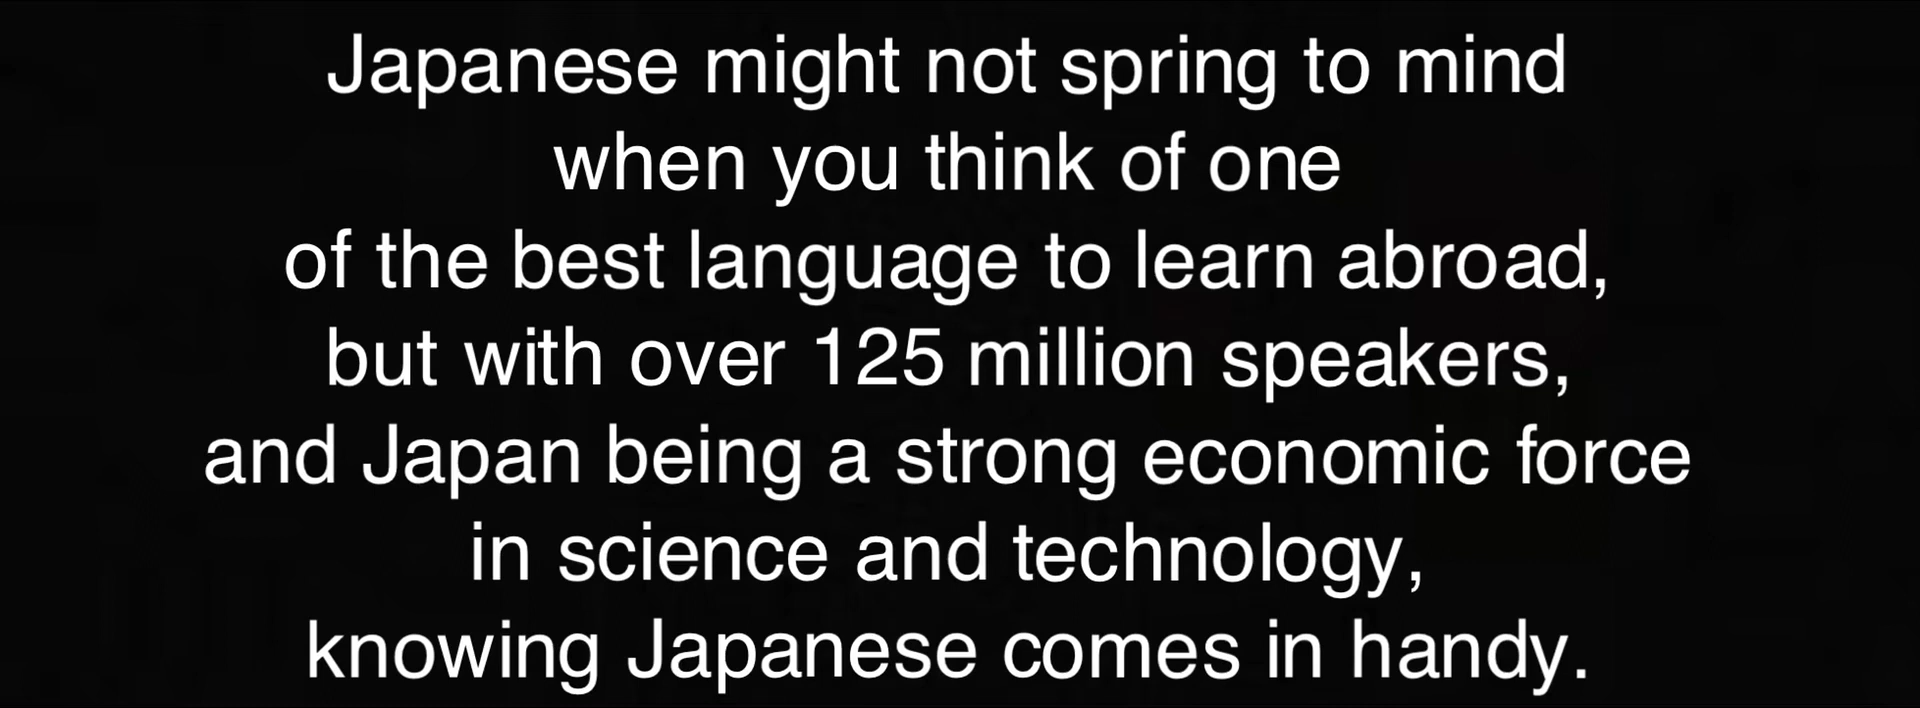 Japanese might not spring to mind
when you think of one
of the best language to learn abroad,
but with over 125 million speakers,
and Japan being a strong economic force
in science and technology,
knowing Japanese comes in handy.